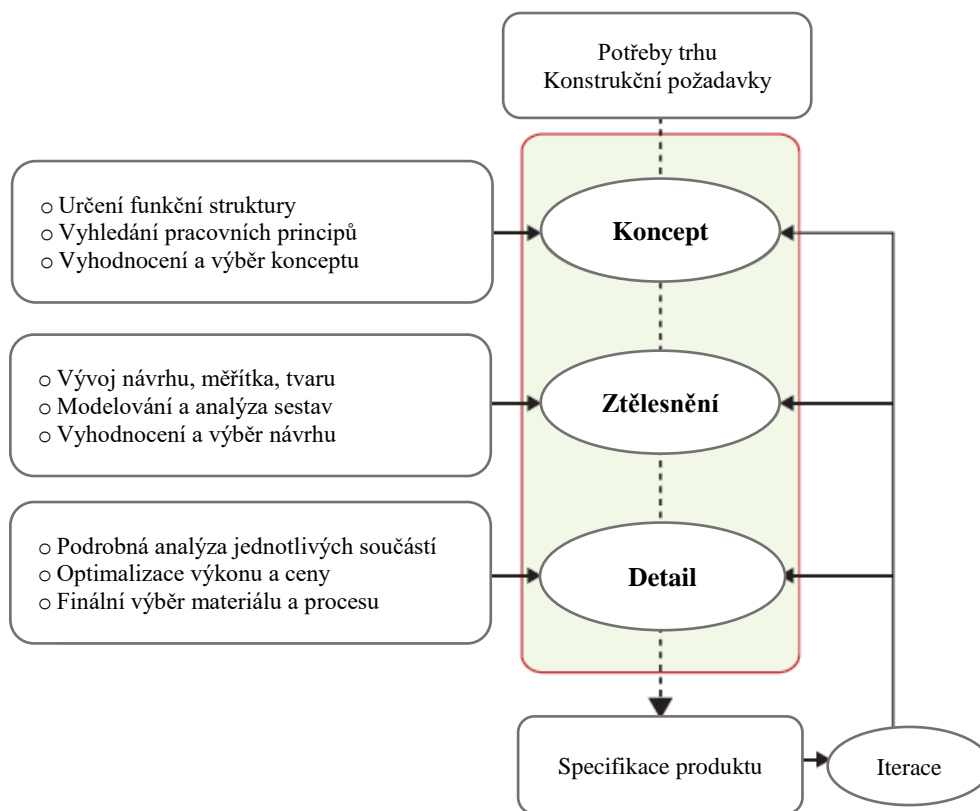 Potřeby trhu
Konstrukční požadavky
○ Určení funkční struktury
○ Vyhledání pracovních principů
○ Vyhodnocení a výběr konceptu
Koncept
○ Vývoj návrhu, měřítka, tvaru
○ Modelování a analýza sestav
○ Vyhodnocení a výběr návrhu
Ztělesnění
○ Podrobná analýza jednotlivých součástí
○ Optimalizace výkonu a ceny
○ Finální výběr materiálu a procesu
Detail
Specifikace produktu
Iterace